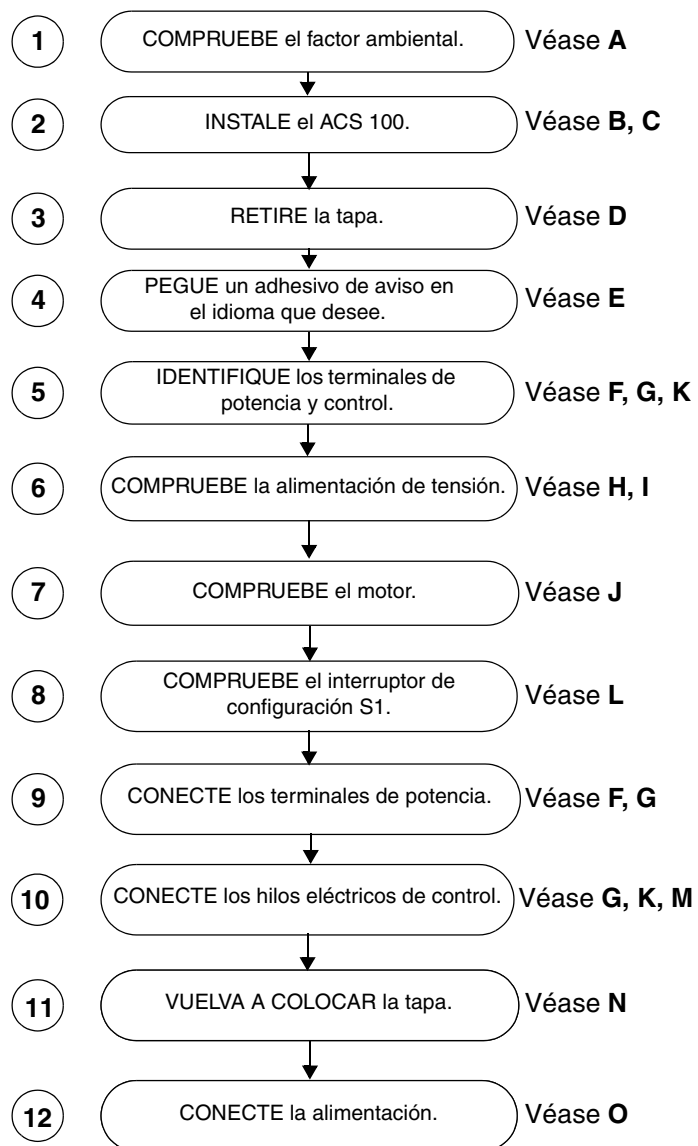 1 COMPRUEBE el factor ambiental. Véase A
2 INSTALE el ACS 100. Véase B, C
3 RETIRE la tapa. Véase D
4 PEGUE un adhesivo de aviso en
el idioma que desee. Véase E
5 IDENTIFIQUE los terminales de
potencia y control. Véase F, G, K
6 COMPRUEBE la alimentación de tensión. Véase H, I
7 COMPRUEBE el motor. Véase J
8 COMPRUEBE el interruptor de
configuración S1. Véase L
9 CONECTE los terminales de potencia. Véase F, G
10 CONECTE los hilos eléctricos de control. Véase G, K, M
11 VUELVA A COLOCAR la tapa. Véase N
12 CONECTE la alimentación. Véase O